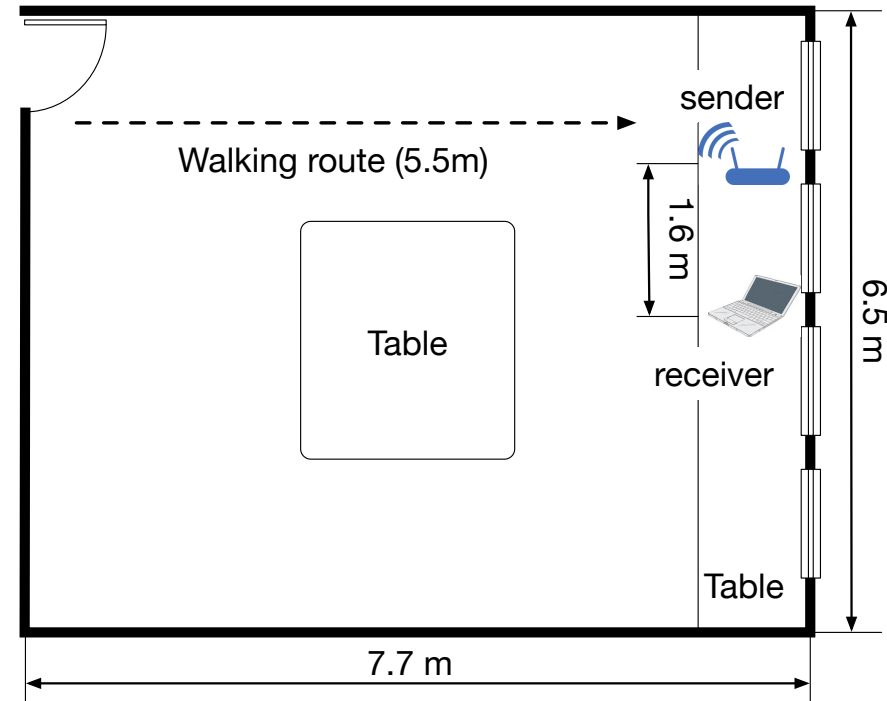 sender
Walking route (5.5m)
1.6 m
6.5 m
Table
receiver
Table
7.7 m